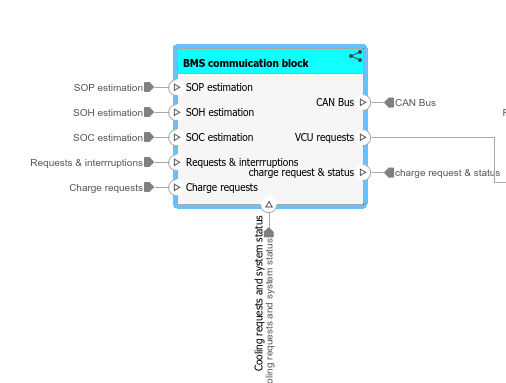 BMS commuication block
SOP estimation
SOP estimation
CAN Bus
CAN Bus
SOH estimation
SOH estimation
SOC estimation
SOC estimation
VCU requests
Requests & interrruptions
Requests & interrruptions
charge request & status
charge request & status
Charge requests
Charge requests
Cooling requests and system status
oling requests and system status